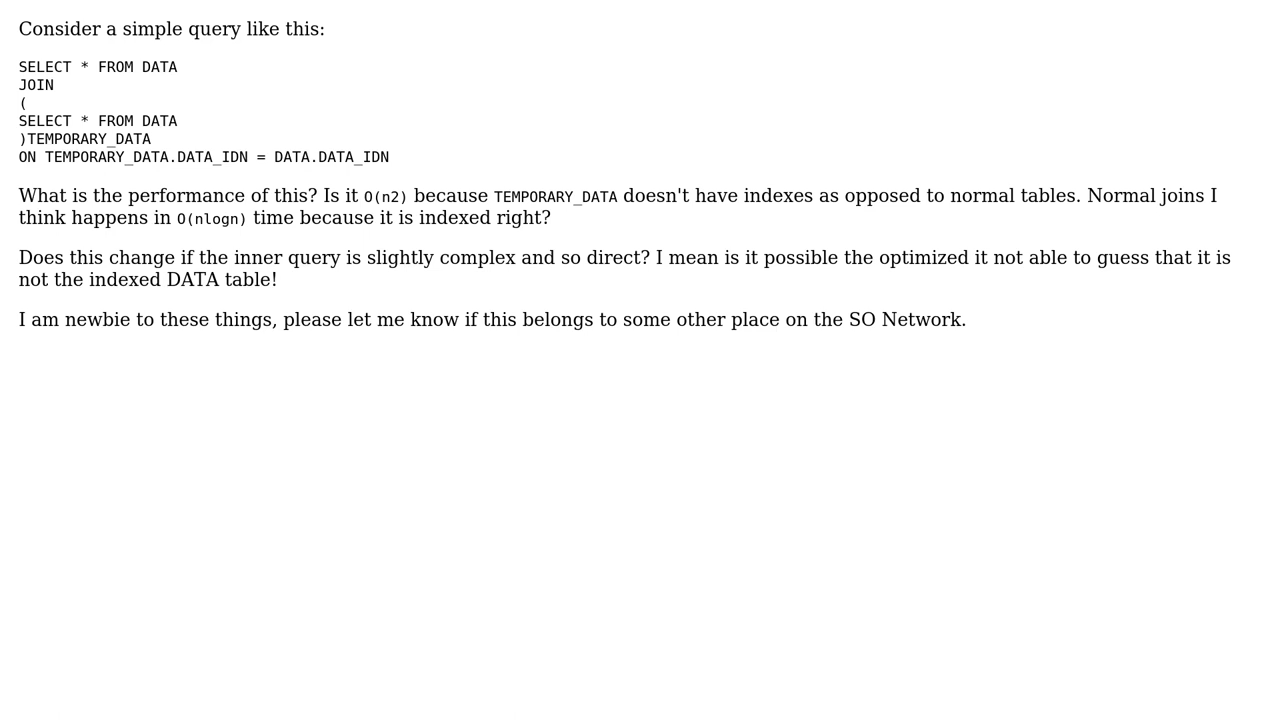 Consider a simple query like this:
SELECT * FROM DATA
JOIN
(
SELECT * FROM DATA
)TEMPORARY_DATA
ON TEMPORARY_DATA.DATA_IDN = DATA.DATA_IDN
What is the performance of this? Is it O(n2) because TEMPORARY_DATA doesn't have indexes as opposed to normal tables. Normal joins I
think happens in O(nlogn) time because it is indexed right?
Does this change if the inner query is slightly complex and so direct? I mean is it possible the optimized it not able to guess that it is
not the indexed DATA table!
I am newbie to these things, please let me know if this belongs to some other place on the SO Network.